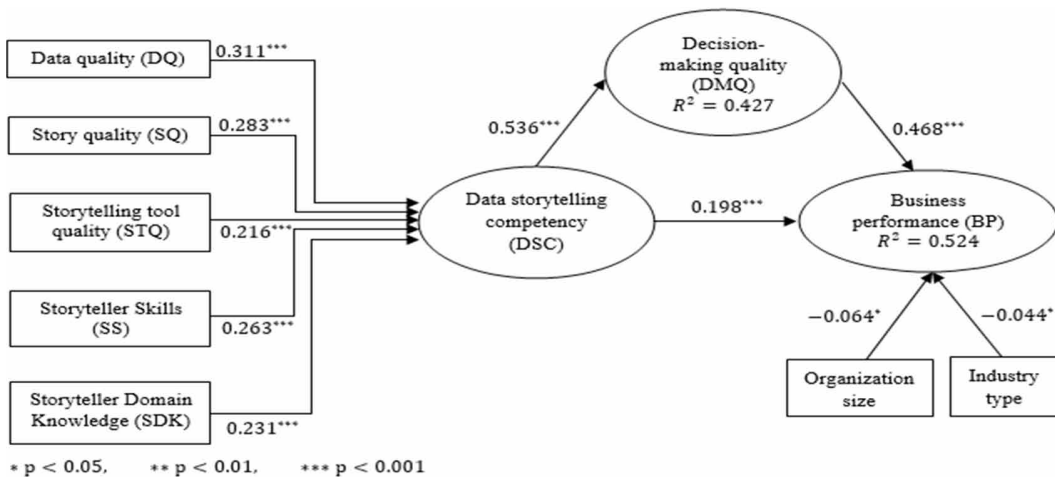 Data quality (DQ)
0.311***
Story quality (SQ)
0.283***
Storytelling tool
quality (STQ)
0.216***
Storyteller Skills
(SS)
0.263***
Storyteller Domain
Knowledge (SDK)
0.231***
Data storytelling
competency
(DSC)
0.536***
Decision-
making quality
(DMQ)
R² = 0.427
0.468***
0.198***
Business
performance (BP)
R² = 0.524
−0.064*
−0.044*
Organization
size
Industry
type
* p < 0.05, ** p < 0.01, *** p < 0.001